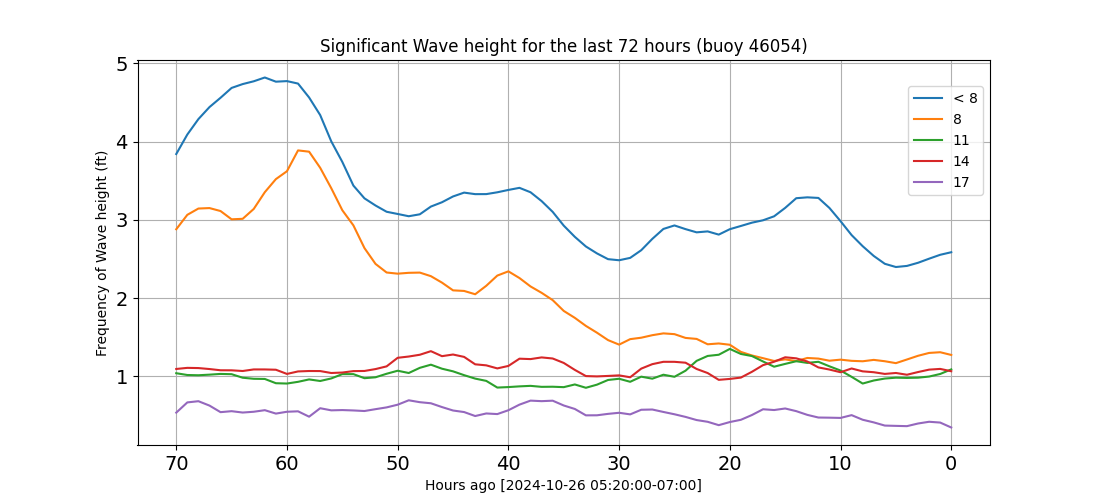 Significant Wave height for the last 72 hours (buoy 46054)
Frequency of Wave height (ft)
5
4
3
2
1
< 8
8
11
14
17
70 60 50 40 30 20 10 0
Hours ago [2024-10-26 05:20:00-07:00]